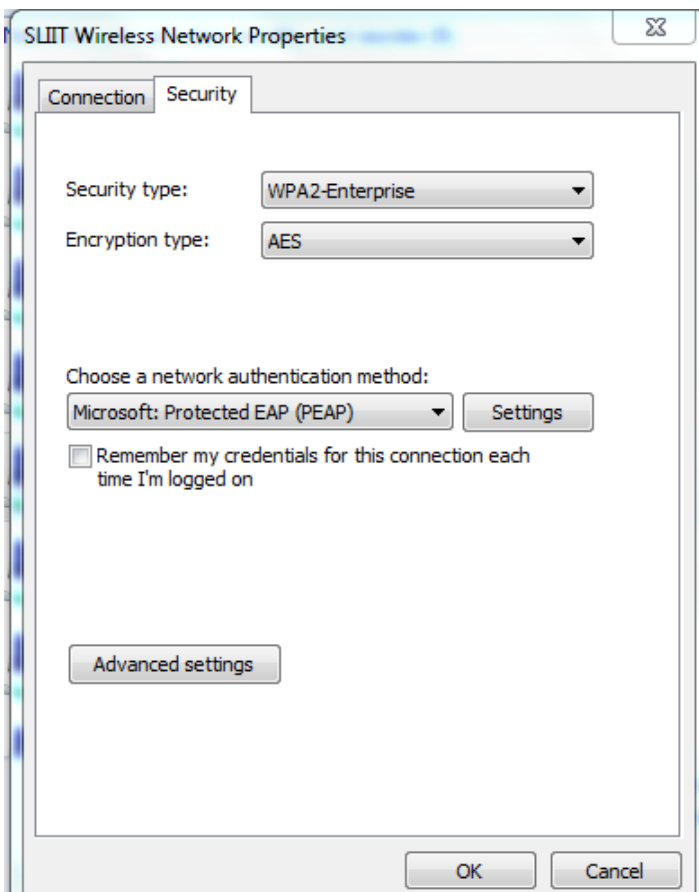 SLIIT Wireless Network Properties
Connection
Security
Security type:
WPA2-Enterprise
Encryption type:
AES
Choose a network authentication method:
Microsoft: Protected EAP (PEAP)
Settings
Remember my credentials for this connection each
time I'm logged on
Advanced settings
OK
Cancel